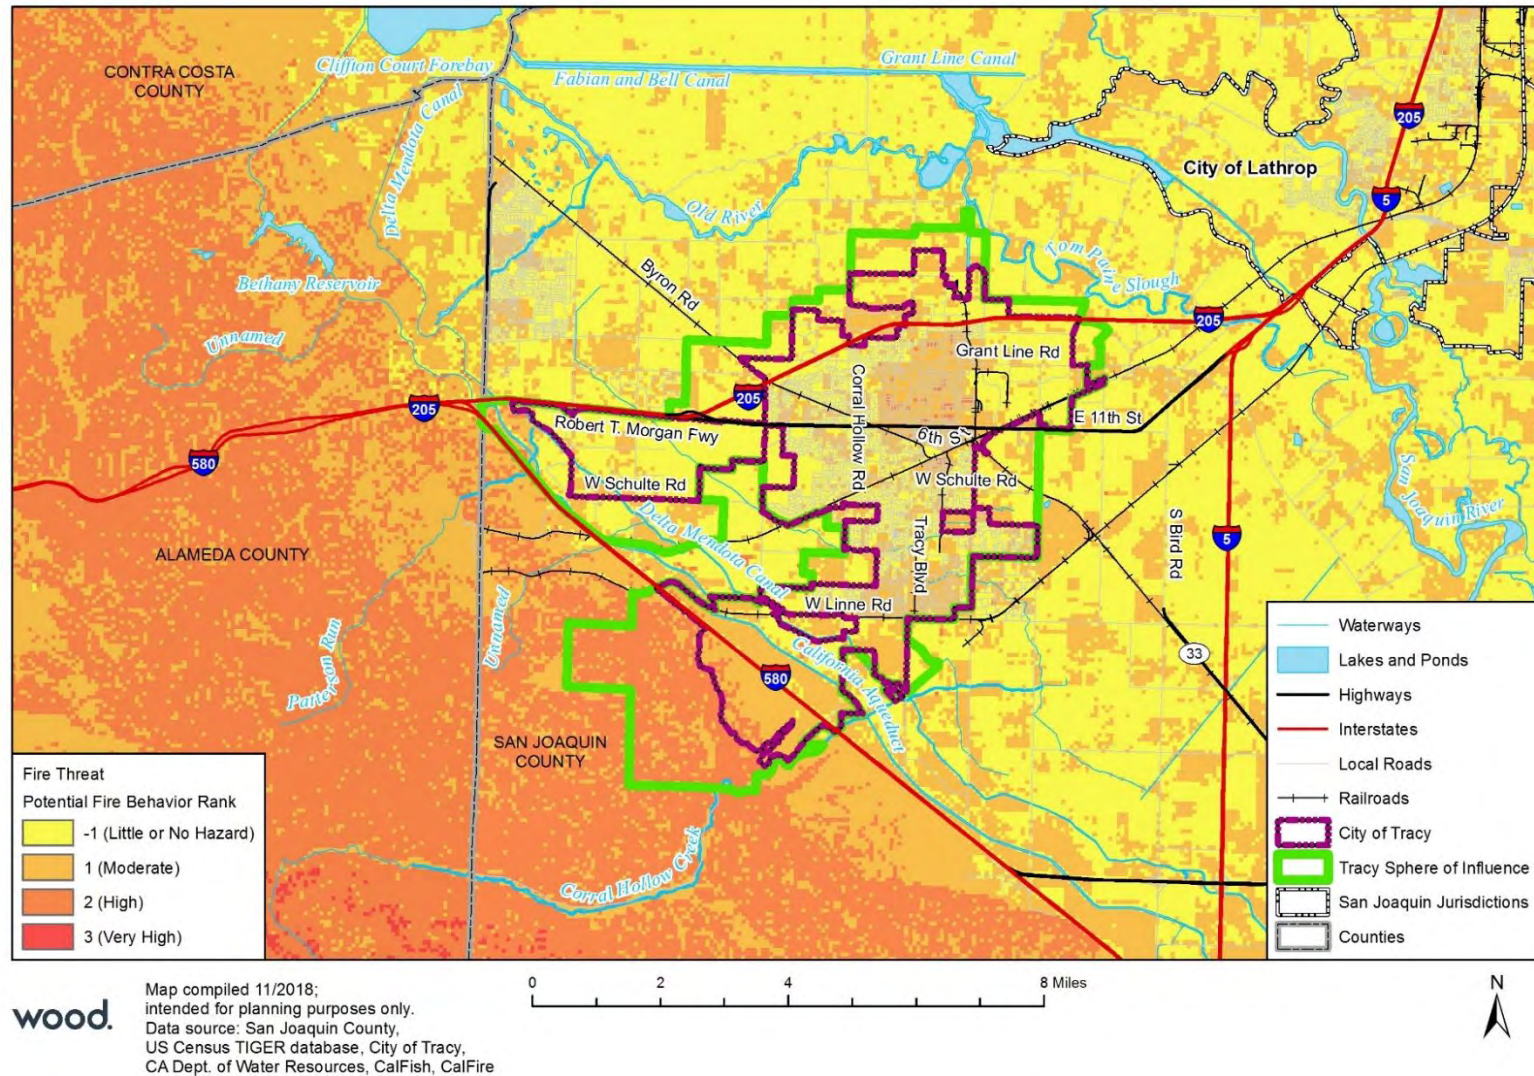 CONTRA COSTA
COUNTY
Cliffton Court Forebay
Fabian and Bell Canal
Grant Line Canal
Delta Mendota Canal
205
City of Lathrop
5
Old River
Tom Paine Slough
Byron Rd
Bethany Reservoir
Unnamed
205
Grant Line Rd
205
205
Corral Hollow Rd
E 11th St
Robert T. Morgan Fwy
6th St
580
W Schulte Rd
W Schulte Rd
San Joaquin River
Delta Mendota Canal
Tracy Blvd
S Bird Rd
5
ALAMEDA COUNTY
W Linne Rd
Unnamed
Patterson Run
California Aqueduct
580
33
SAN JOAQUIN
COUNTY
Corral Hollow Creek
Fire Threat
Potential Fire Behavior Rank
-1 (Little or No Hazard)
1 (Moderate)
2 (High)
3 (Very High)
Waterways
Lakes and Ponds
Highways
Interstates
Local Roads
Railroads
City of Tracy
Tracy Sphere of Influence
San Joaquin Jurisdictions
Counties
wood.
Map compiled 11/2018;
intended for planning purposes only.
Data source: San Joaquin County,
US Census TIGER database, City of Tracy,
CA Dept. of Water Resources, CalFish, CalFire
0 2 4 8 Miles
N